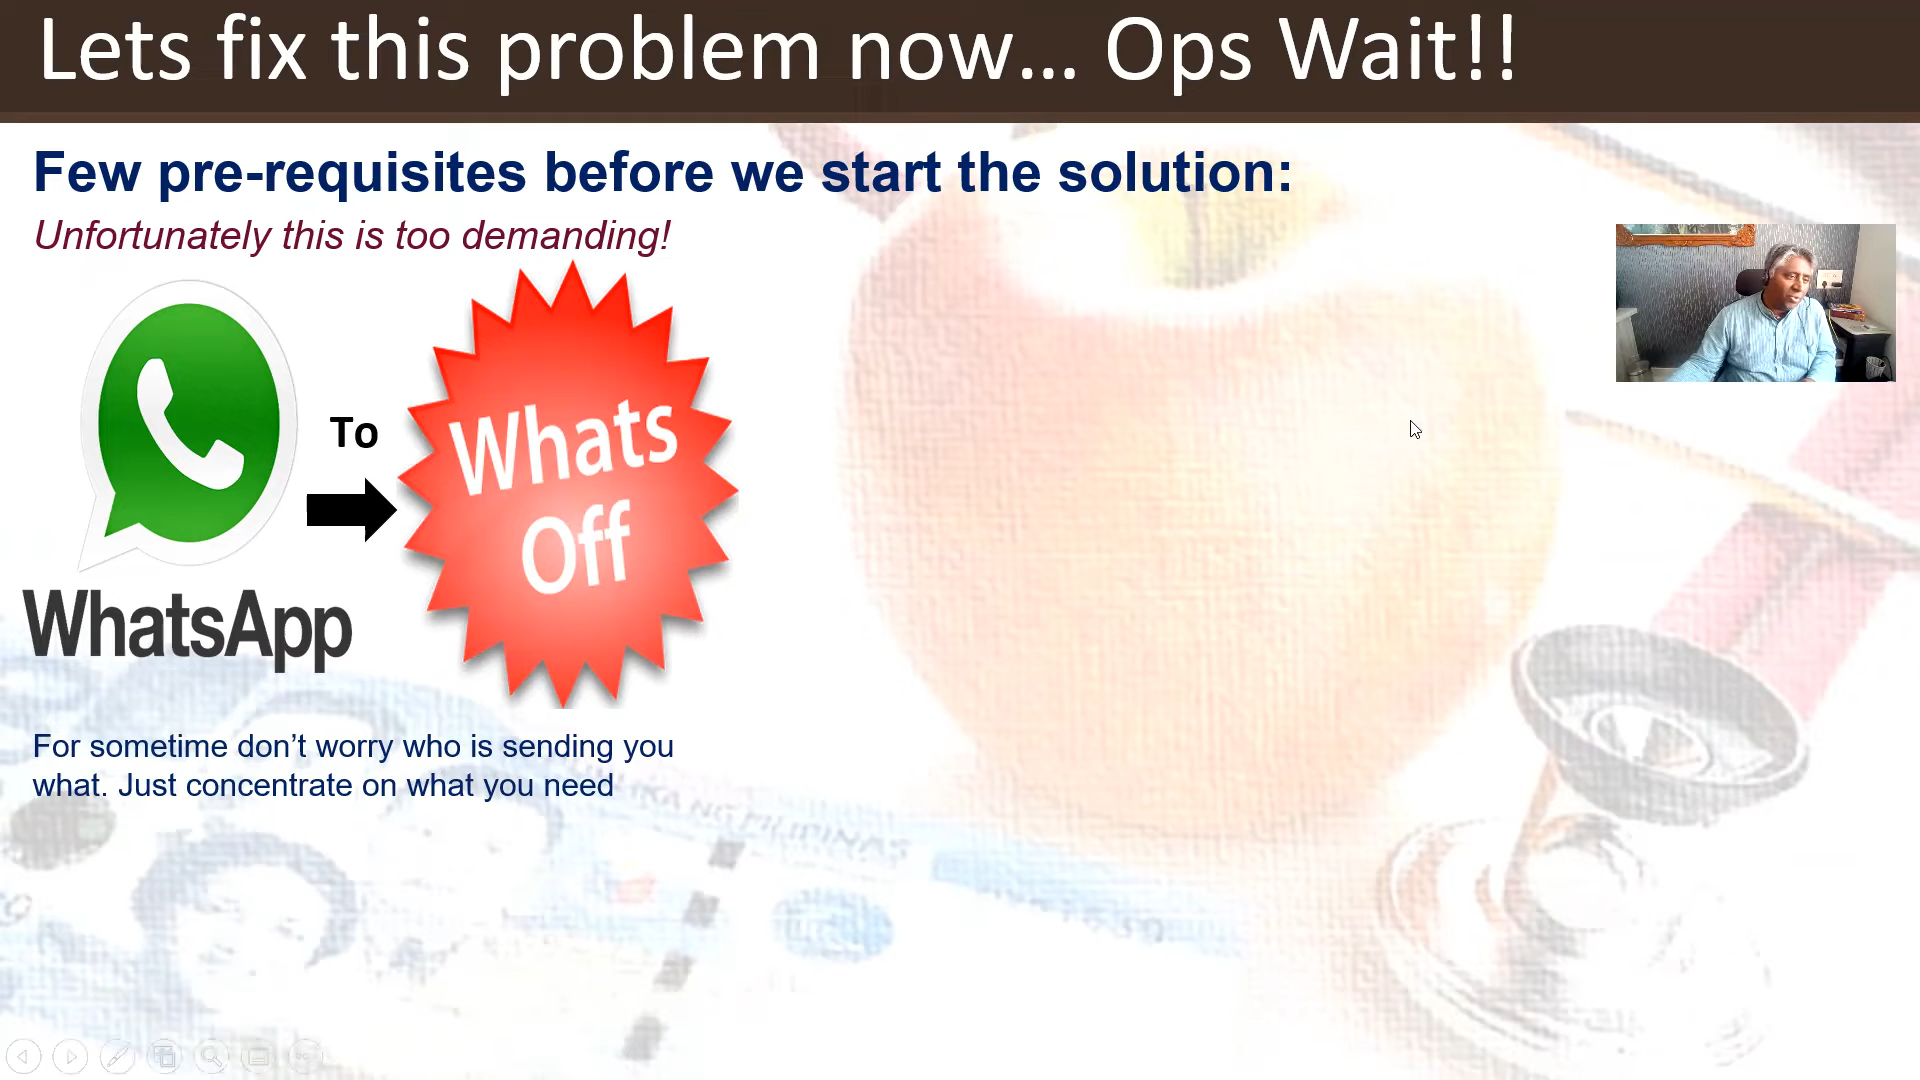 Lets fix this problem now... Ops Wait!!
Few pre-requisites before we start the solution:
Unfortunately this is too demanding!
To
Whats
Off
WhatsApp
For sometime don’t worry who is sending you
what. Just concentrate on what you need
NG PILIPINAS